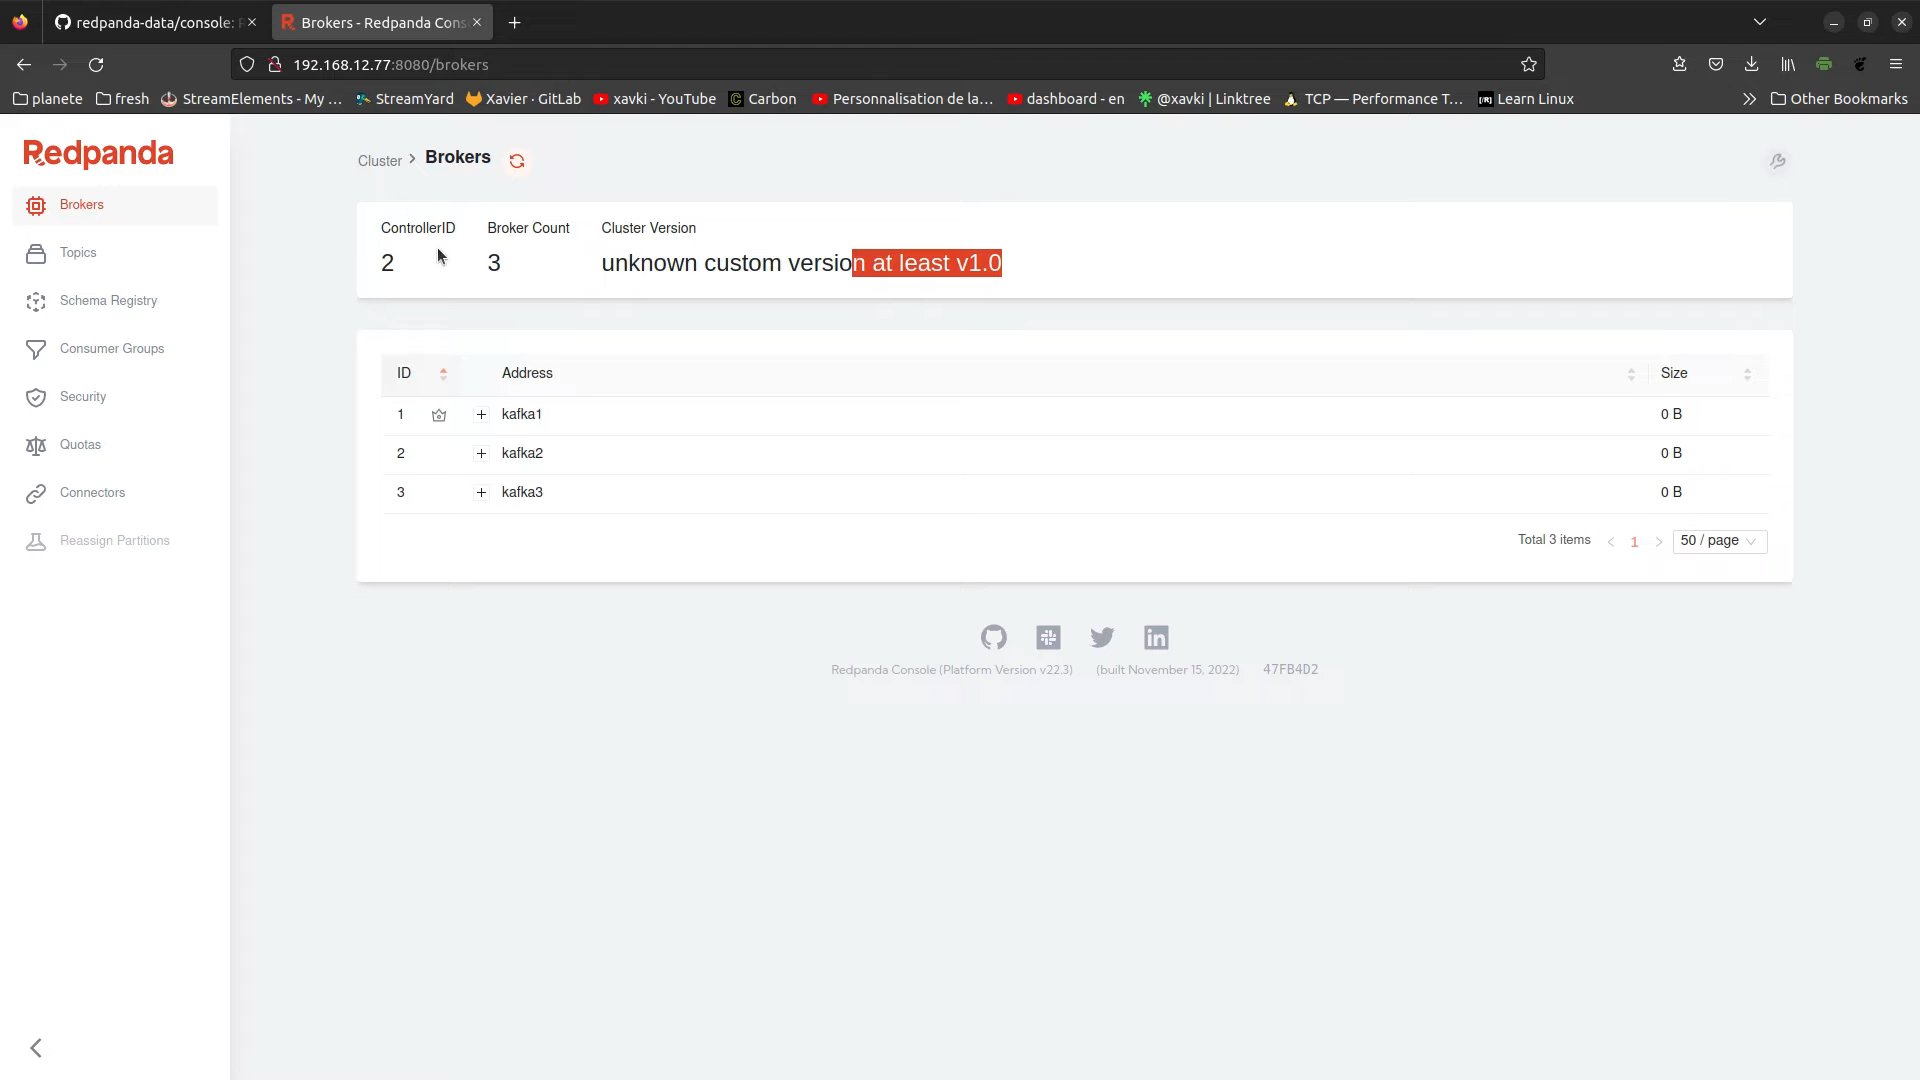 redpanda-data/console:
Brokers - Redpanda Cons
192.168.12.77:8080/brokers
planete fresh StreamElements - My ... StreamYard Xavier · GitLab xavki - YouTube Carbon Personnalisation de la... dashboard - en @xavki | Linktree TCP — Performance T... Learn Linux Other Bookmarks
Redpanda
Brokers
Topics
Schema Registry
Consumer Groups
Security
Quotas
Connectors
Reassign Partitions
Cluster > Brokers
ControllerID Broker Count Cluster Version
2 3 unknown custom version at least v1.0
ID Address Size
1 kafka1 0 B
2 kafka2 0 B
3 kafka3 0 B
Total 3 items < 1 > 50 / page
Redpanda Console (Platform Version v22.3) (built November 15, 2022) 47FB4D2